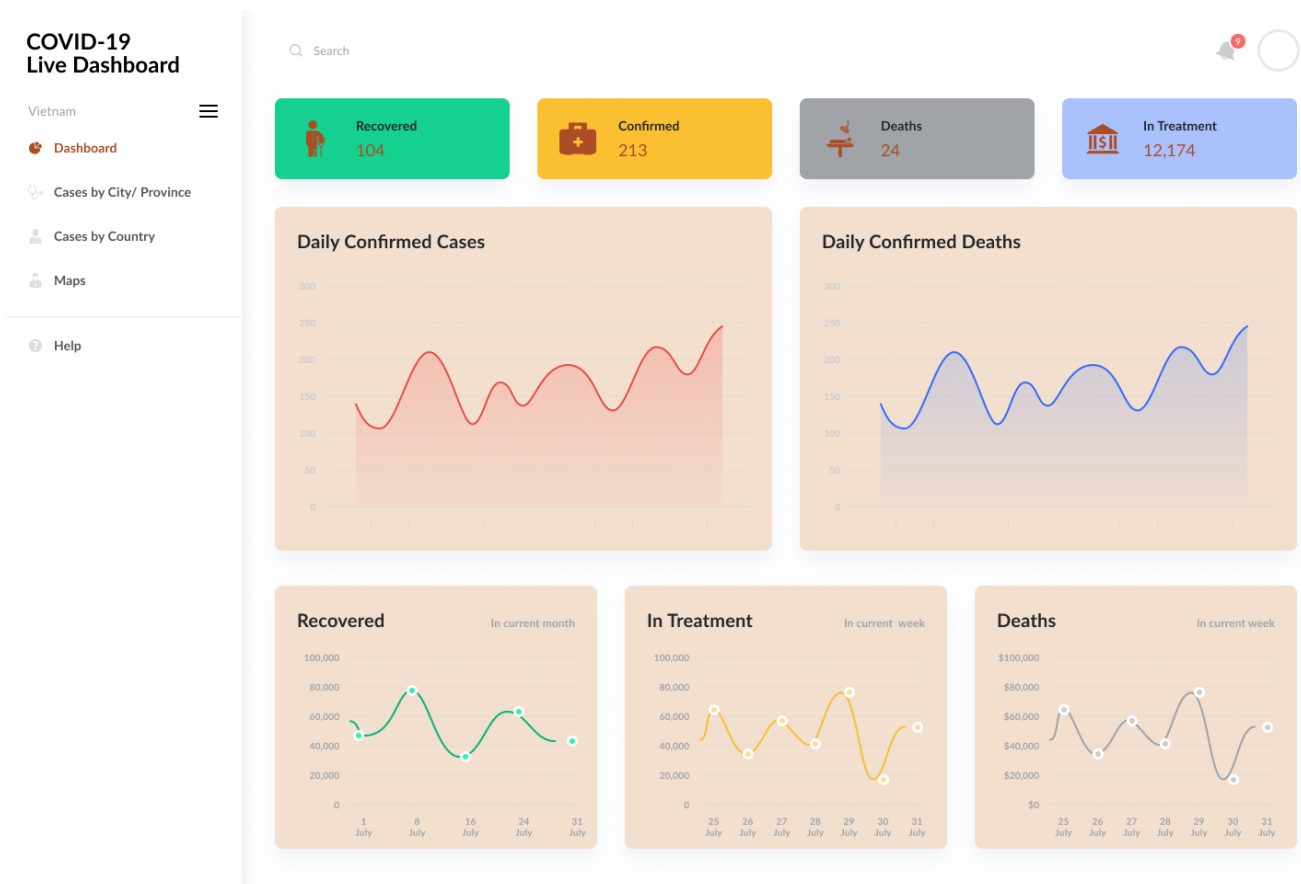 COVID-19
Live Dashboard
Vietnam
Dashboard
Cases by City/ Province
Cases by Country
Maps
Help
Search
9
Recovered
104
Confirmed
213
Deaths
24
In Treatment
12,174
Daily Confirmed Cases
300
250
200
150
100
50
0
Daily Confirmed Deaths
300
250
200
150
100
50
0
Recovered
In current month
100,000
80,000
60,000
40,000
20,000
0
1 8 16 24 31
July July July July July
In Treatment
In current week
100,000
80,000
60,000
40,000
20,000
0
25 26 27 28 29 30 31
July July July July July July July
Deaths
In current week
$100,000
$80,000
$60,000
$40,000
$20,000
$0
25 26 27 28 29 30 31
July July July July July July July